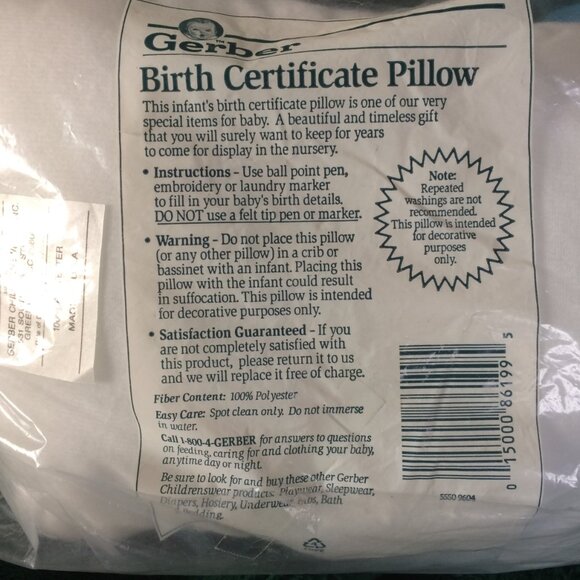 Gerber
Birth Certificate Pillow
This infant's birth certificate pillow is one of our very
special items for baby. A beautiful and timeless gift
that you will surely want to keep for years
to come for display in the nursery.
• Instructions - Use ball point pen,
embroidery or laundry marker
to fill in your baby's birth details.
DO NOT use a felt tip pen or marker.
Note:
Repeated
washings are not
recommended.
This pillow is intended
for decorative
purposes
only.
• Warning - Do not place this pillow
(or any other pillow) in a crib or
bassinet with an infant. Placing this
pillow with the infant could result
in suffocation. This pillow is intended
for decorative purposes only.
• Satisfaction Guaranteed - If you
are not completely satisfied with
this product, please return it to us
and we will replace it free of charge.
Fiber Content: 100% Polyester
Easy Care: Spot clean only. Do not immerse
in water.
Call 1-800-4-GERBER for answers to questions
on feeding, caring for and clothing your baby,
anytime day or night.
Be sure to look for and buy these other Gerber
Childrenswear products: Playwear, Sleepwear,
Diapers, Hosiery, Underwear, Bibs, Bath
Bedding.
0 15000 86199 5
5550 9604
GERBER